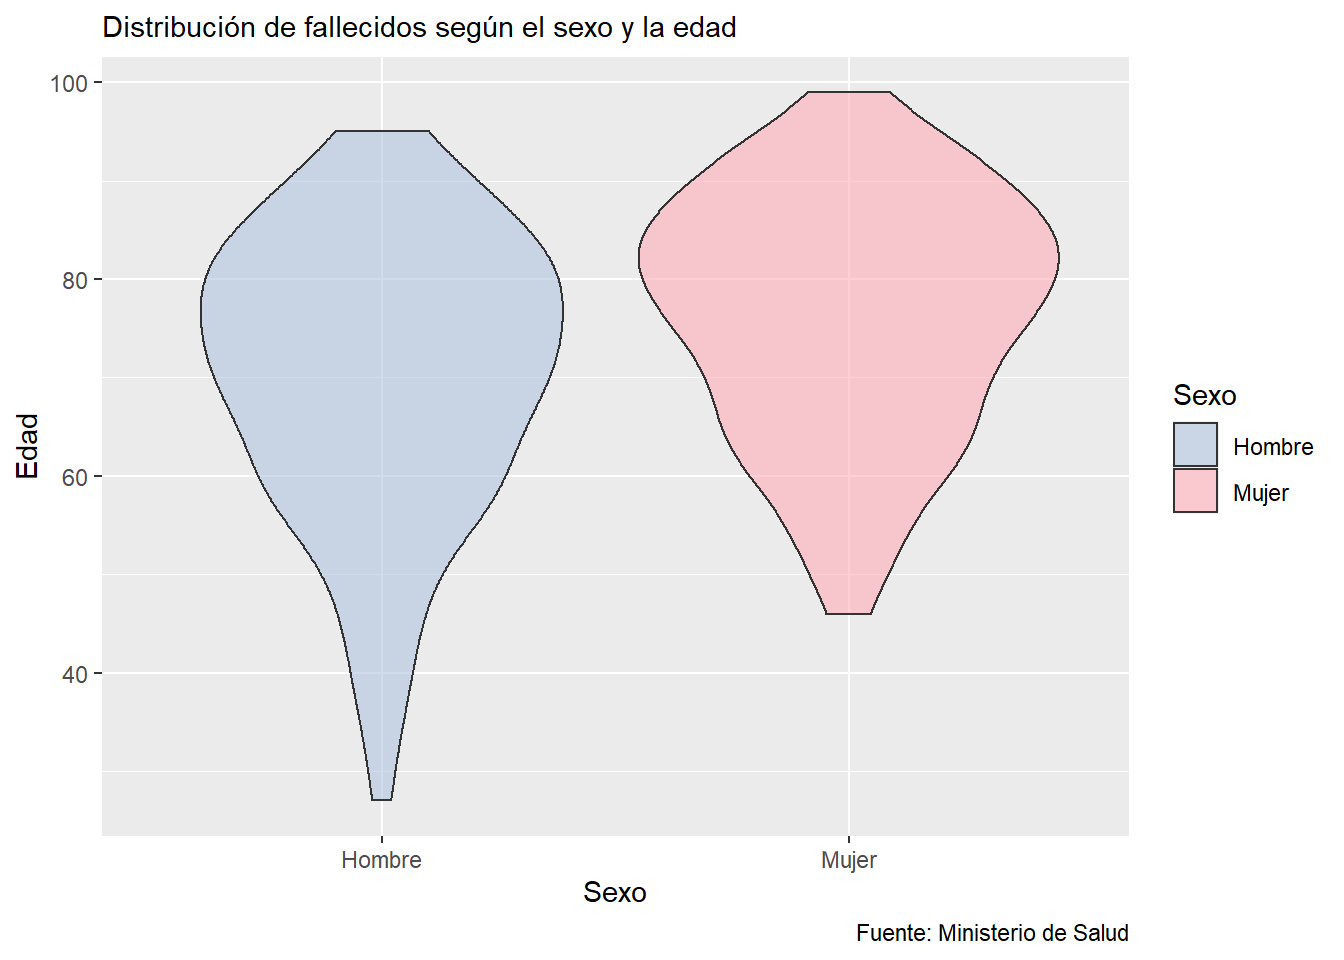 Distribución de fallecidos según el sexo y la edad
100
80
60
40
Edad
Hombre
Mujer
Sexo
Sexo
Hombre
Mujer
Fuente: Ministerio de Salud